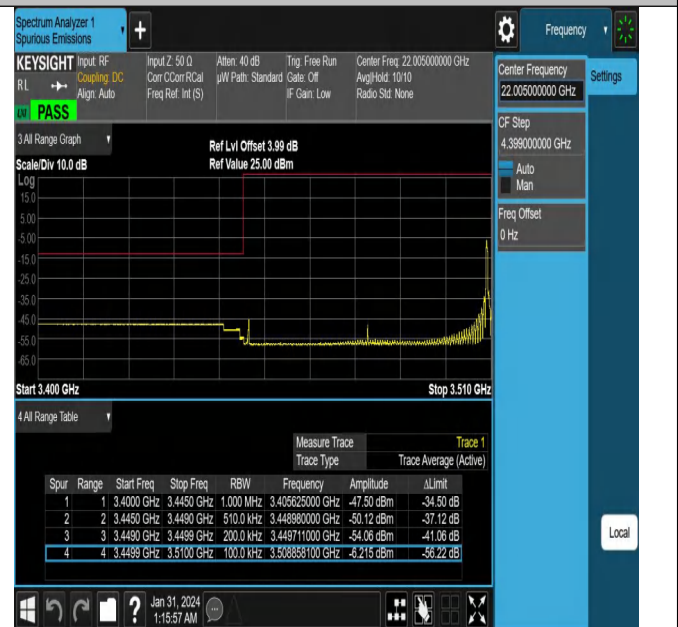 Spectrum Analyzer 1
Spurious Emissions
+
Frequency
KEYSIGHT
RL
PASS
Input: RF
Coupling: DC
Align: Auto
Input Z: 50 Ω
Corr CCorr RCal
Freq Ref: Int (S)
Atten: 40 dB
µW Path: Standard
Trig: Free Run
Gate: Off
IF Gain: Low
Center Freq: 22.005000000 GHz
Avg|Hold: 10/10
Radio Std: None
Center Frequency
22.005000000 GHz
Settings
CF Step
4.399000000 GHz
Auto
Man
Freq Offset
0 Hz
3 All Range Graph
Ref Lvl Offset 3.99 dB
Scale/Div 10.0 dB
Ref Value 25.00 dBm
Log
15.0
5.00
-5.00
-15.0
-25.0
-35.0
-45.0
-55.0
-65.0
Start 3.400 GHz
Stop 3.510 GHz
4 All Range Table
Measure Trace Trace 1
Trace Type Trace Average (Active)
Spur Range Start Freq Stop Freq RBW Frequency Amplitude ΔLimit
1 1 3.4000 GHz 3.4450 GHz 1.000 MHz 3.405625000 GHz -47.50 dBm -34.50 dB
2 2 3.4450 GHz 3.4490 GHz 510.0 kHz 3.448980000 GHz -50.12 dBm -37.12 dB
3 3 3.4490 GHz 3.4499 GHz 200.0 kHz 3.449711000 GHz -54.06 dBm -41.06 dB
4 4 3.4499 GHz 3.5100 GHz 100.0 kHz 3.508858100 GHz -6.215 dBm -56.22 dB
Local
?
Jan 31, 2024
1:15:57 AM